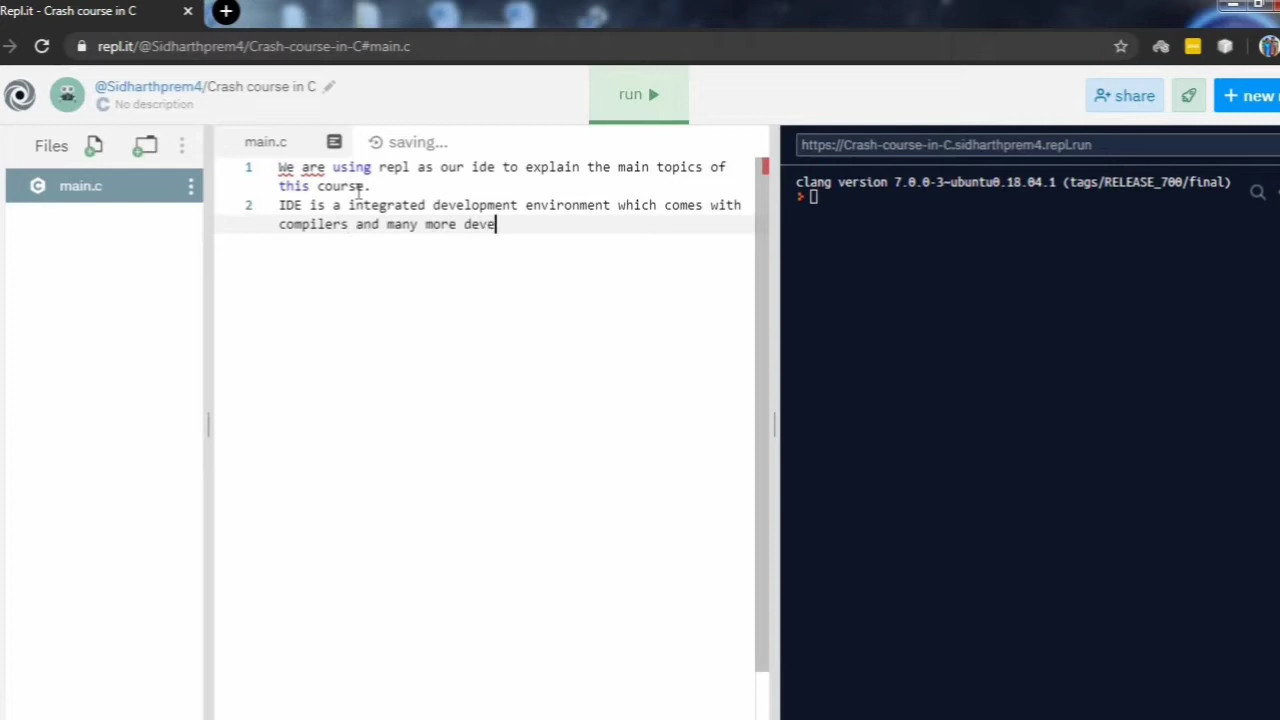 Repl.it - Crash course in C
repl.it/@Sidharthprem4/Crash-course-in-C#main.c
@Sidharthprem4/Crash course in C
C No description
run
share
+ new
Files
main.c
main.c
saving...
1 We are using repl as our ide to explain the main topics of
this course.
2 IDE is a integrated development environment which comes with
compilers and many more deve
https://Crash-course-in-C.sidharthprem4.repl.run
clang version 7.0.0-3~ubuntu0.18.04.1 (tags/RELEASE_700/final)